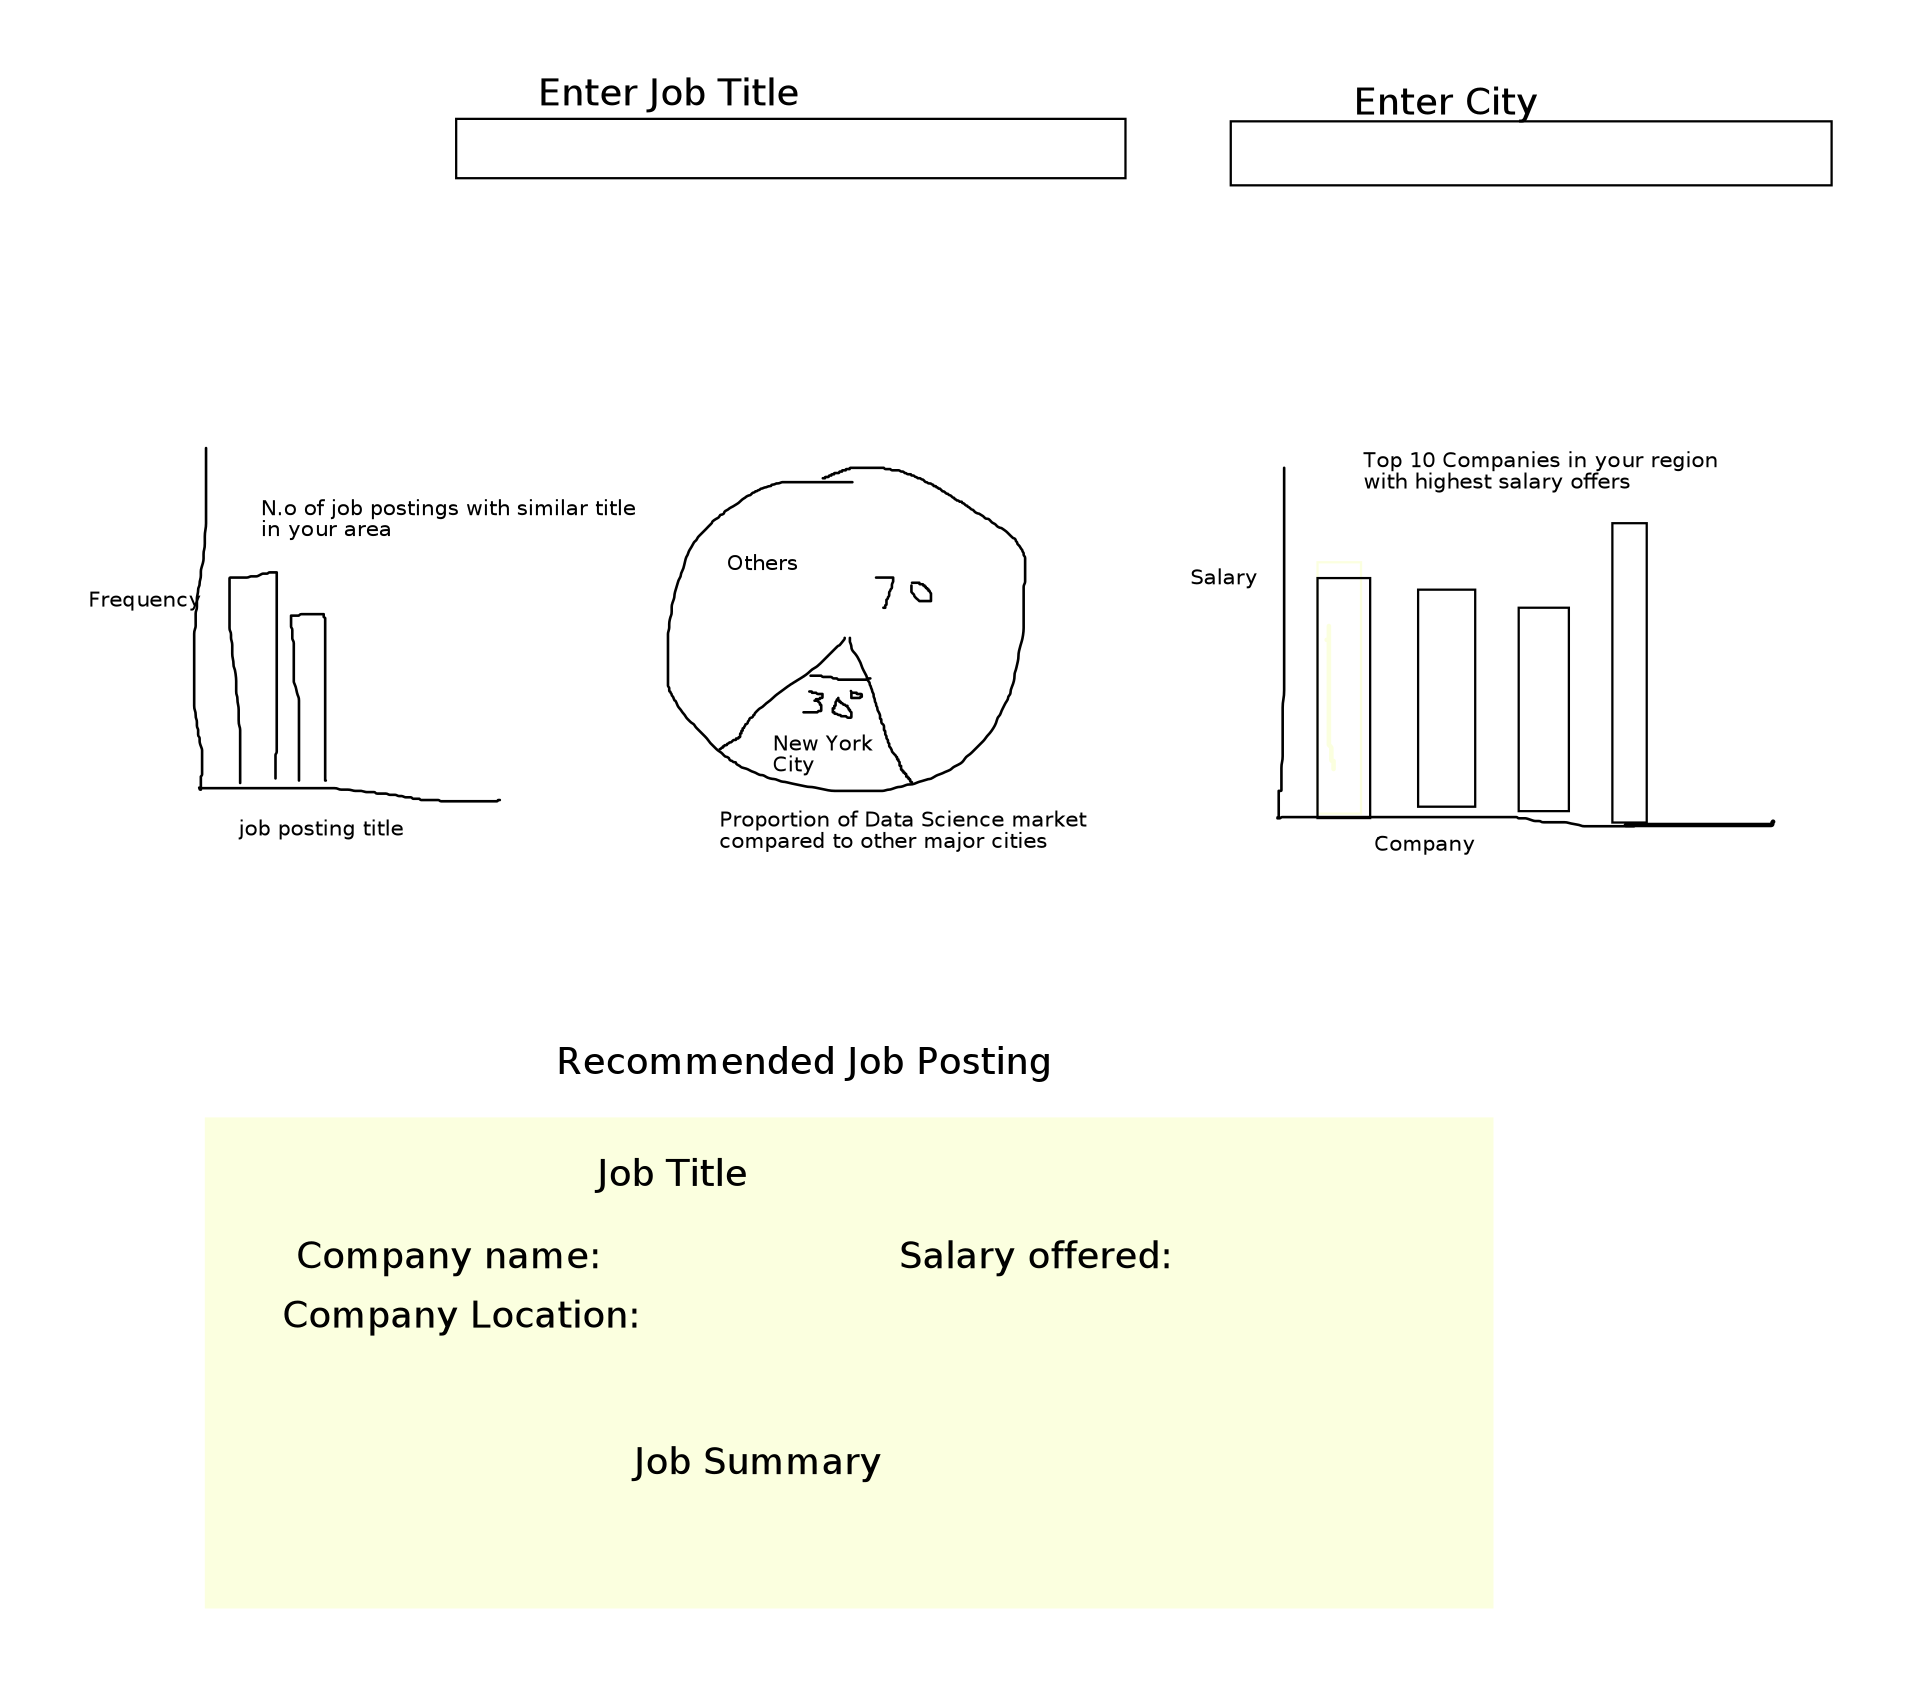 Enter Job Title
Enter City
N.o of job postings with similar title
in your area
Frequency
job posting title
Others
70
30°
New York
City
Proportion of Data Science market
compared to other major cities
Top 10 Companies in your region
with highest salary offers
Salary
Company
Recommended Job Posting
Job Title
Company name:
Salary offered:
Company Location:
Job Summary